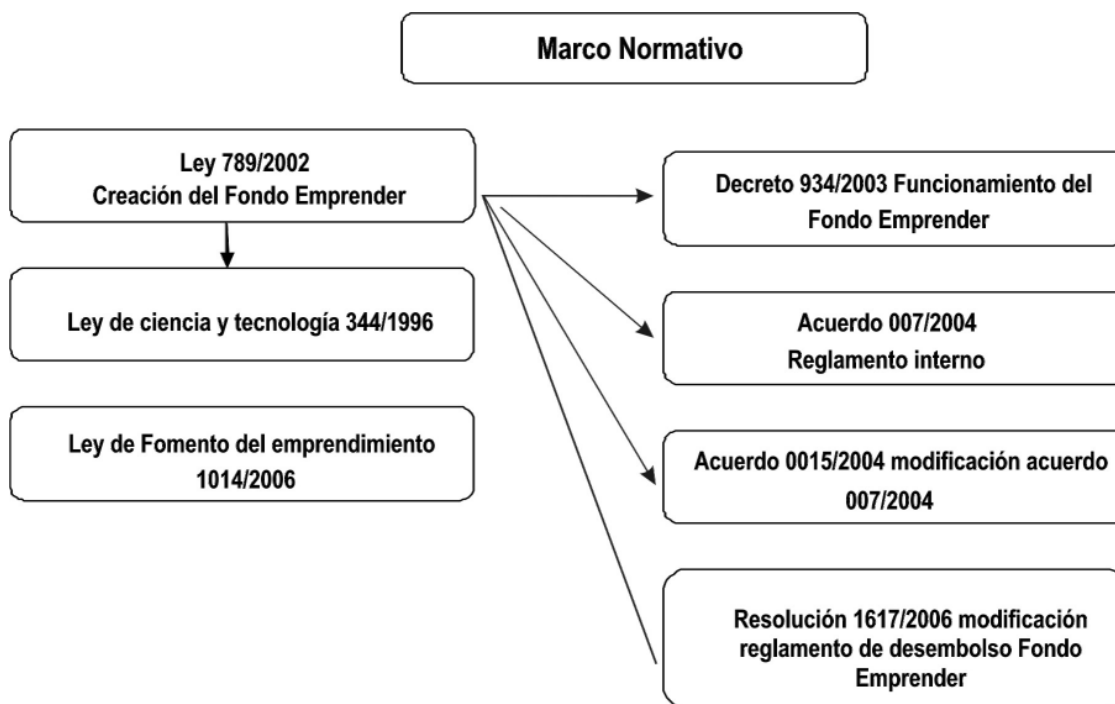 Marco Normativo
Ley 789/2002
Creación del Fondo Emprender
Ley de ciencia y tecnología 344/1996
Ley de Fomento del emprendimiento
1014/2006
Decreto 934/2003 Funcionamiento del
Fondo Emprender
Acuerdo 007/2004
Reglamento interno
Acuerdo 0015/2004 modificación acuerdo
007/2004
Resolución 1617/2006 modificación
reglamento de desembolso Fondo
Emprender